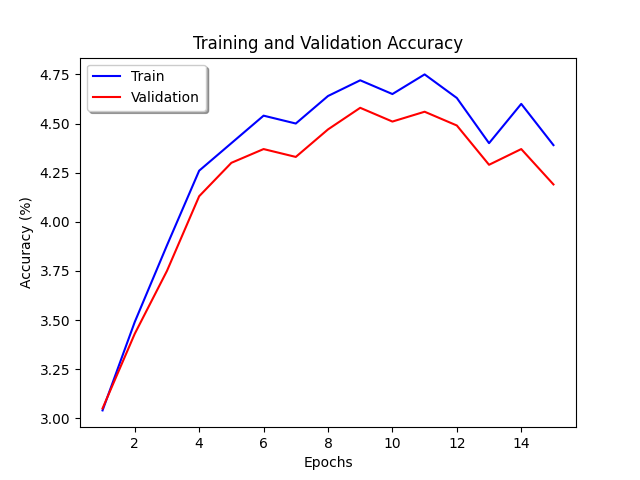 Training and Validation Accuracy
Train
Validation
Accuracy (%)
4.75
4.50
4.25
4.00
3.75
3.50
3.25
3.00
2 4 6 8 10 12 14
Epochs